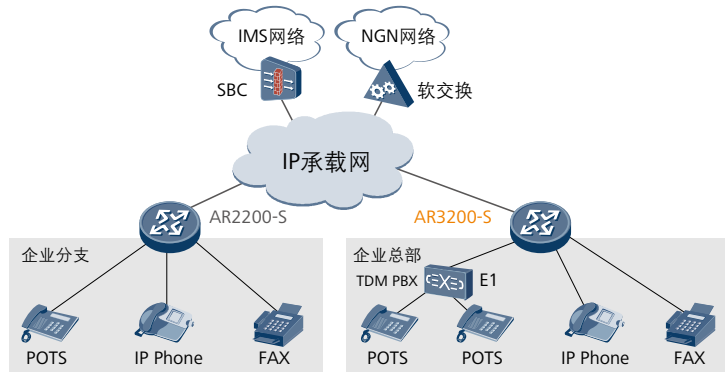 IMS网络
NGN网络
SBC
软交换
IP承载网
AR2200-S
AR3200-S
企业分支
企业总部
TDM PBX
E1
POTS
IP Phone
FAX
POTS
POTS
IP Phone
FAX